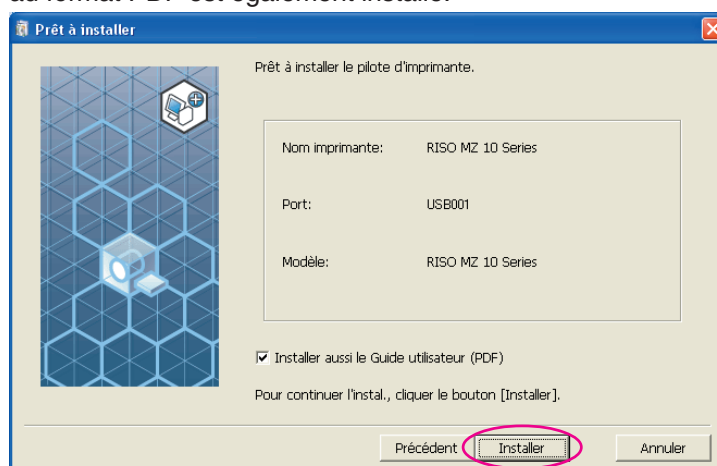 au format PDF est également installé.
Prêt à installer
Prêt à installer le pilote d'imprimante.
Nom imprimante: RISO MZ 10 Series
Port: USB001
Modèle: RISO MZ 10 Series
Installer aussi le Guide utilisateur (PDF)
Pour continuer l'instal., cliquer le bouton [Installer].
Précédent Installer Annuler